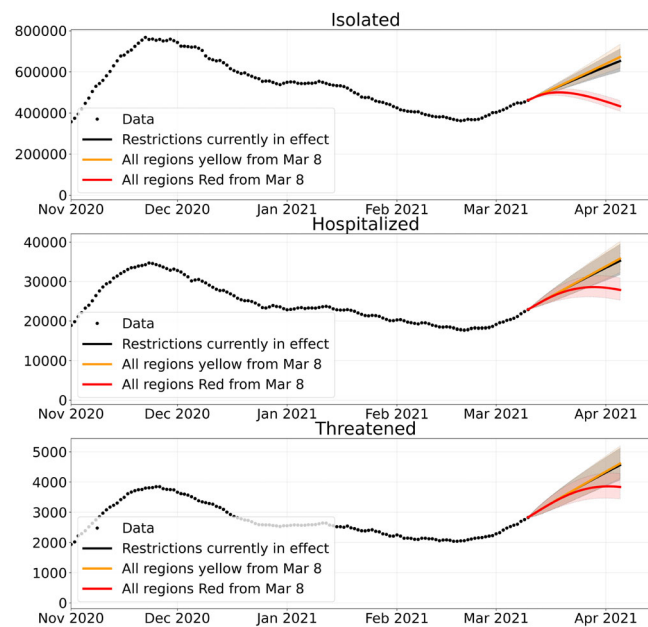 Isolated
800000
600000
400000
200000
0
Data
Restrictions currently in effect
All regions yellow from Mar 8
All regions Red from Mar 8
Nov 2020 Dec 2020 Jan 2021 Feb 2021 Mar 2021 Apr 2021
Hospitalized
40000
30000
20000
10000
0
Data
Restrictions currently in effect
All regions yellow from Mar 8
All regions Red from Mar 8
Nov 2020 Dec 2020 Jan 2021 Feb 2021 Mar 2021 Apr 2021
Threatened
5000
4000
3000
2000
1000
0
Data
Restrictions currently in effect
All regions yellow from Mar 8
All regions Red from Mar 8
Nov 2020 Dec 2020 Jan 2021 Feb 2021 Mar 2021 Apr 2021